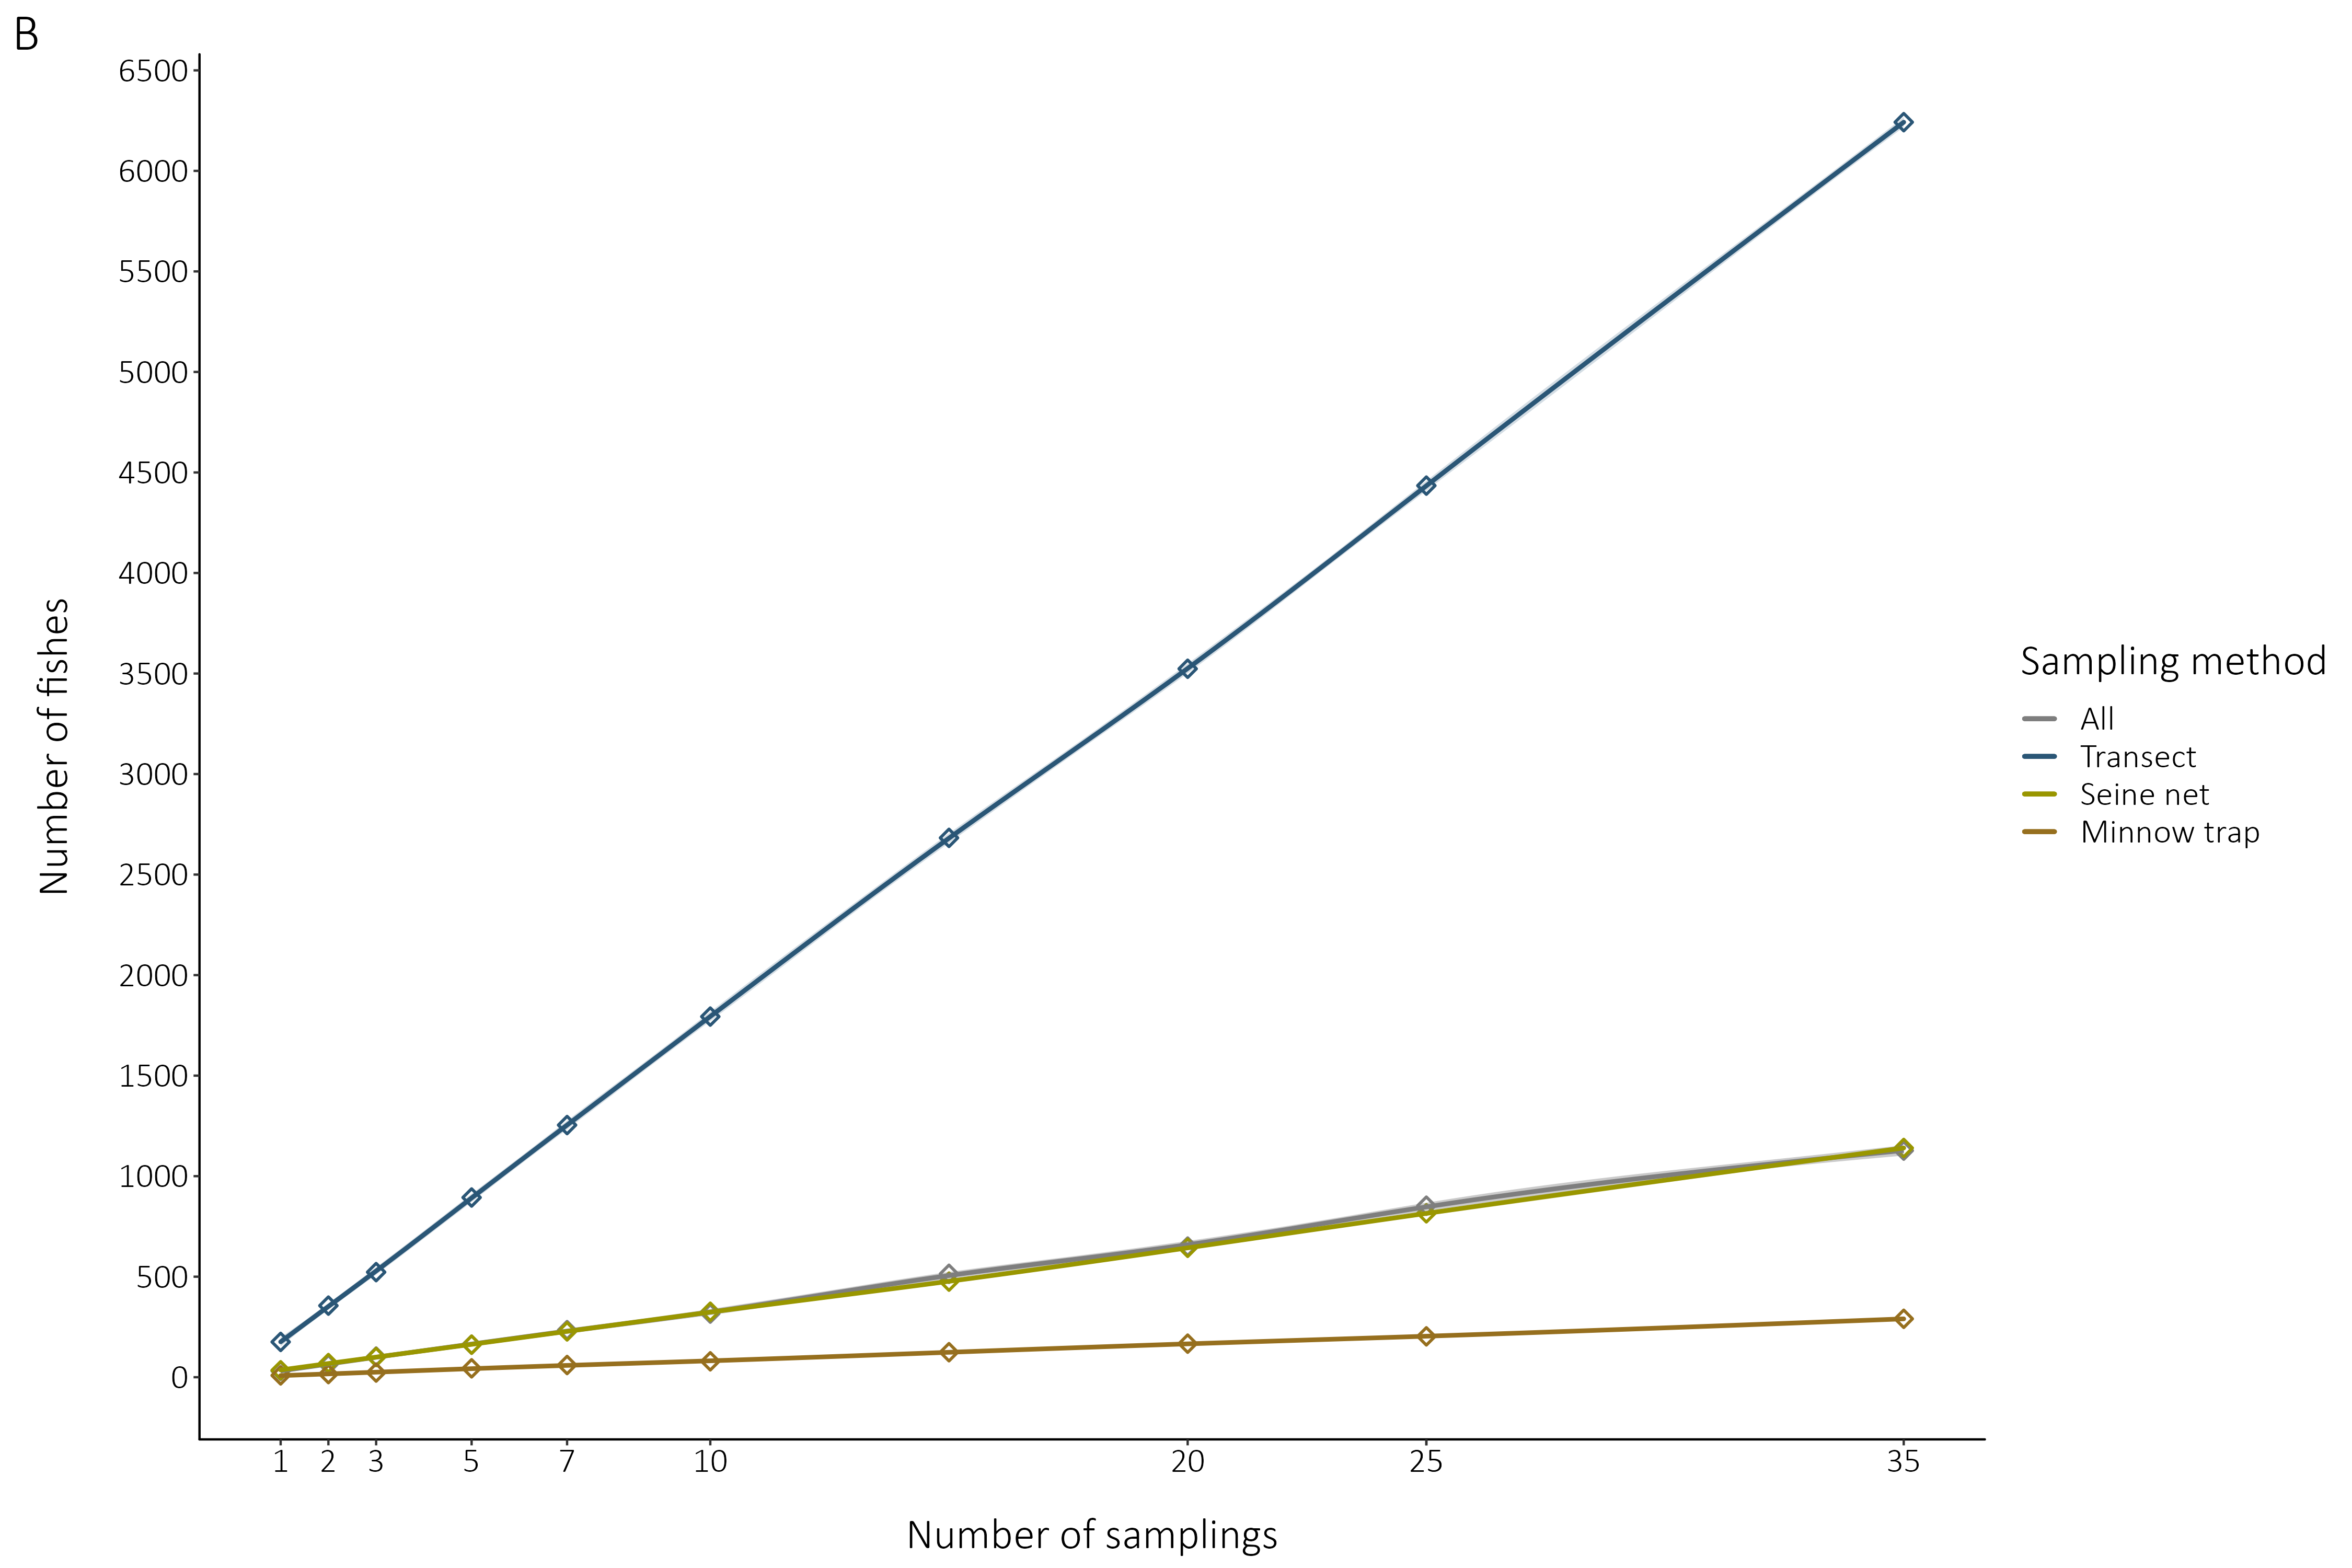 B
6500
6000
5500
5000
4500
4000
3500
3000
2500
2000
1500
1000
500
0
Number of fishes
1 2 3 5 7 10 20 25 35
Number of samplings
Sampling method
All
Transect
Seine net
Minnow trap